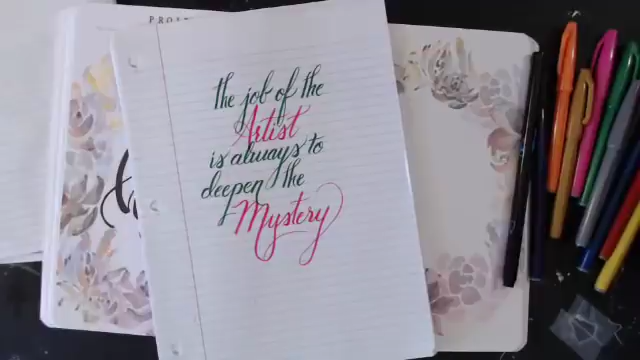 the job of the
Artist
is always to
deepen the
Mystery